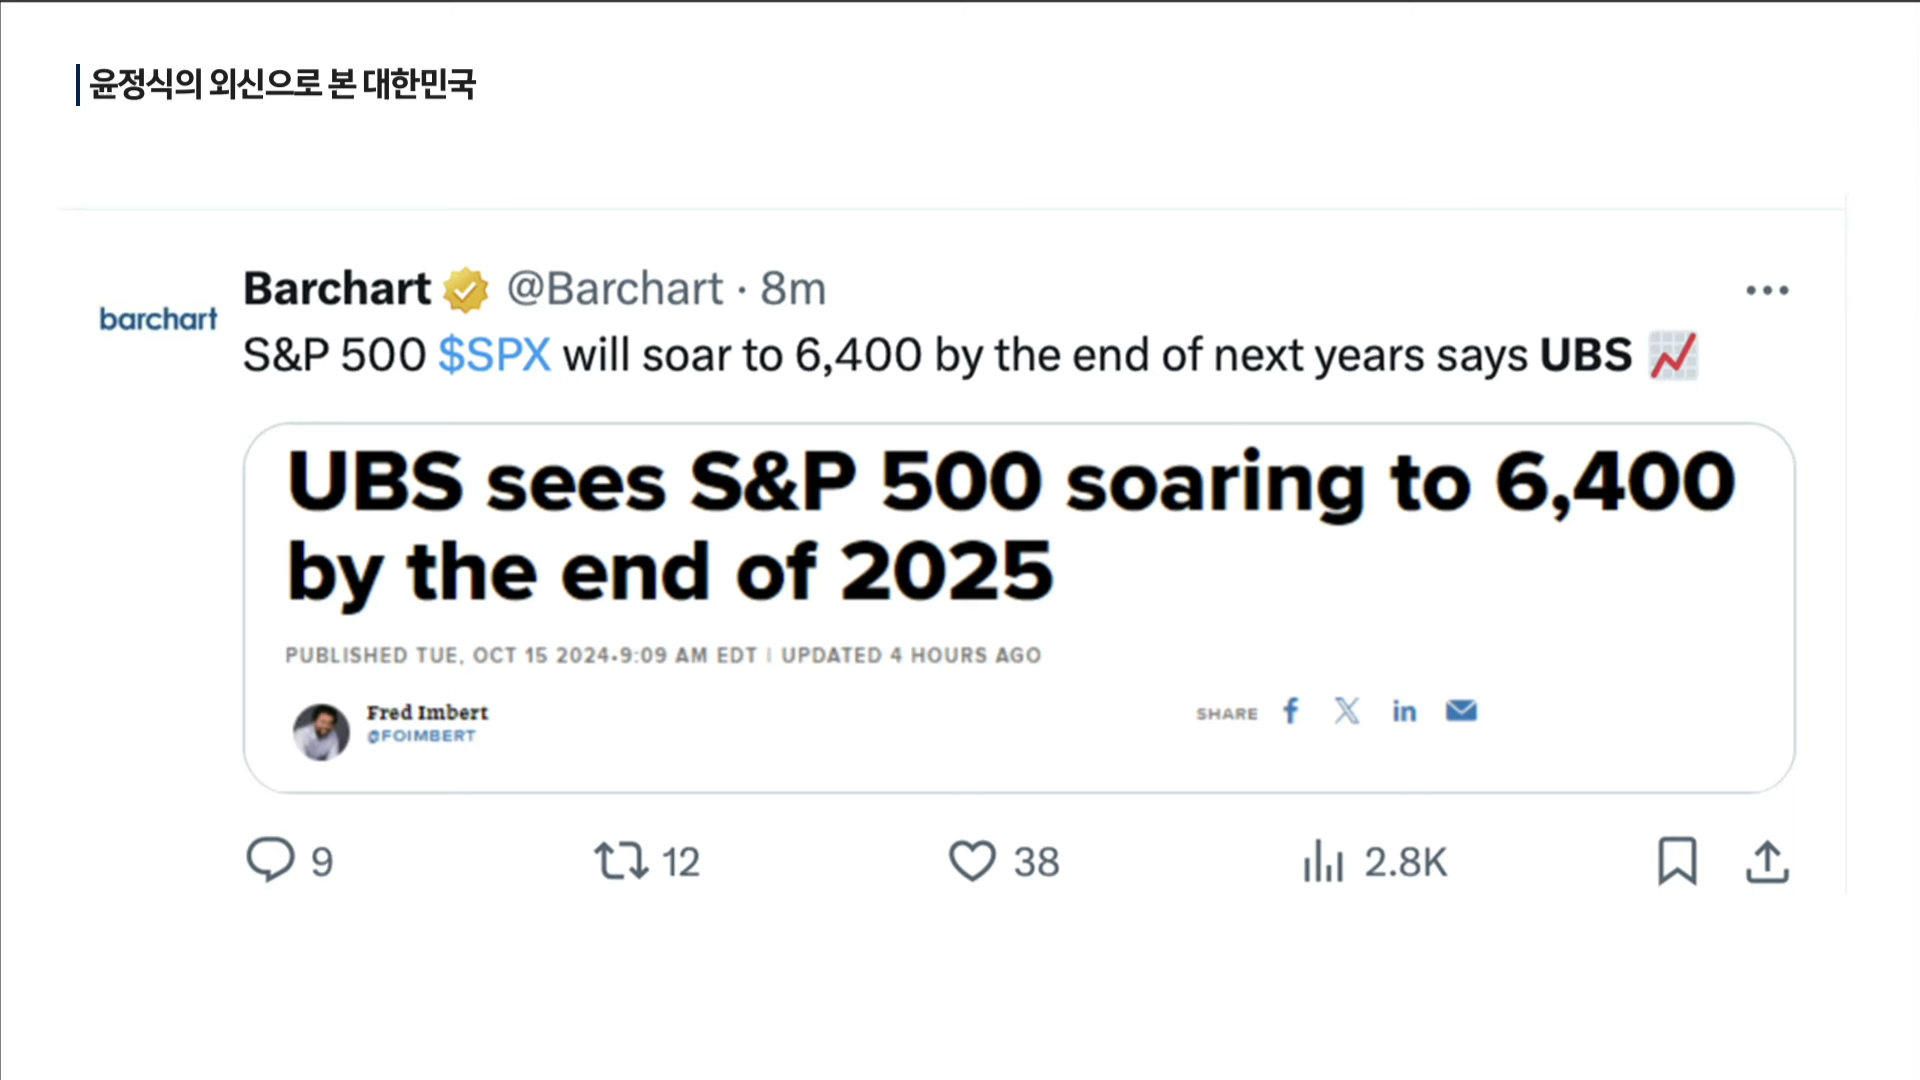 윤정식의 외신으로 본 대한민국
barchart
Barchart @Barchart · 8m
S&P 500 $SPX will soar to 6,400 by the end of next years says UBS
UBS sees S&P 500 soaring to 6,400
by the end of 2025
PUBLISHED TUE, OCT 15 2024•9:09 AM EDT | UPDATED 4 HOURS AGO
Fred Imbert
@FOIMBERT
SHARE
9 12 38 2.8K